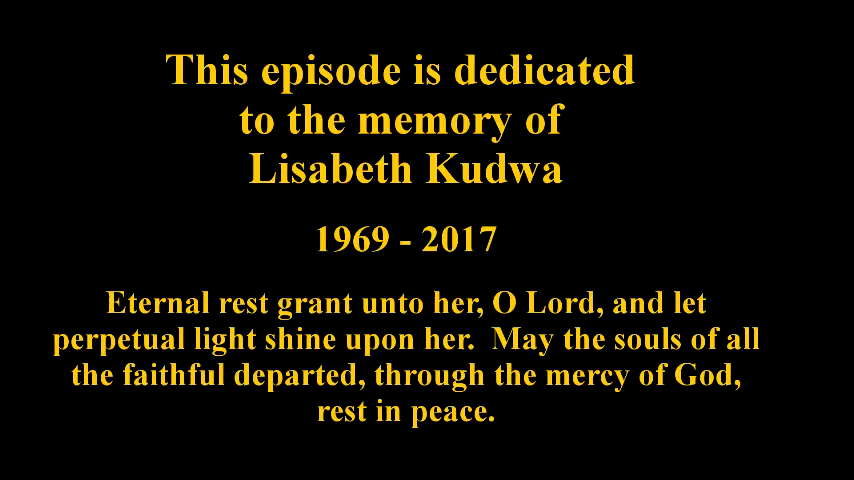 This episode is dedicated
to the memory of
Lisabeth Kudwa
1969 - 2017
Eternal rest grant unto her, O Lord, and let
perpetual light shine upon her.  May the souls of all
the faithful departed, through the mercy of God,
rest in peace.